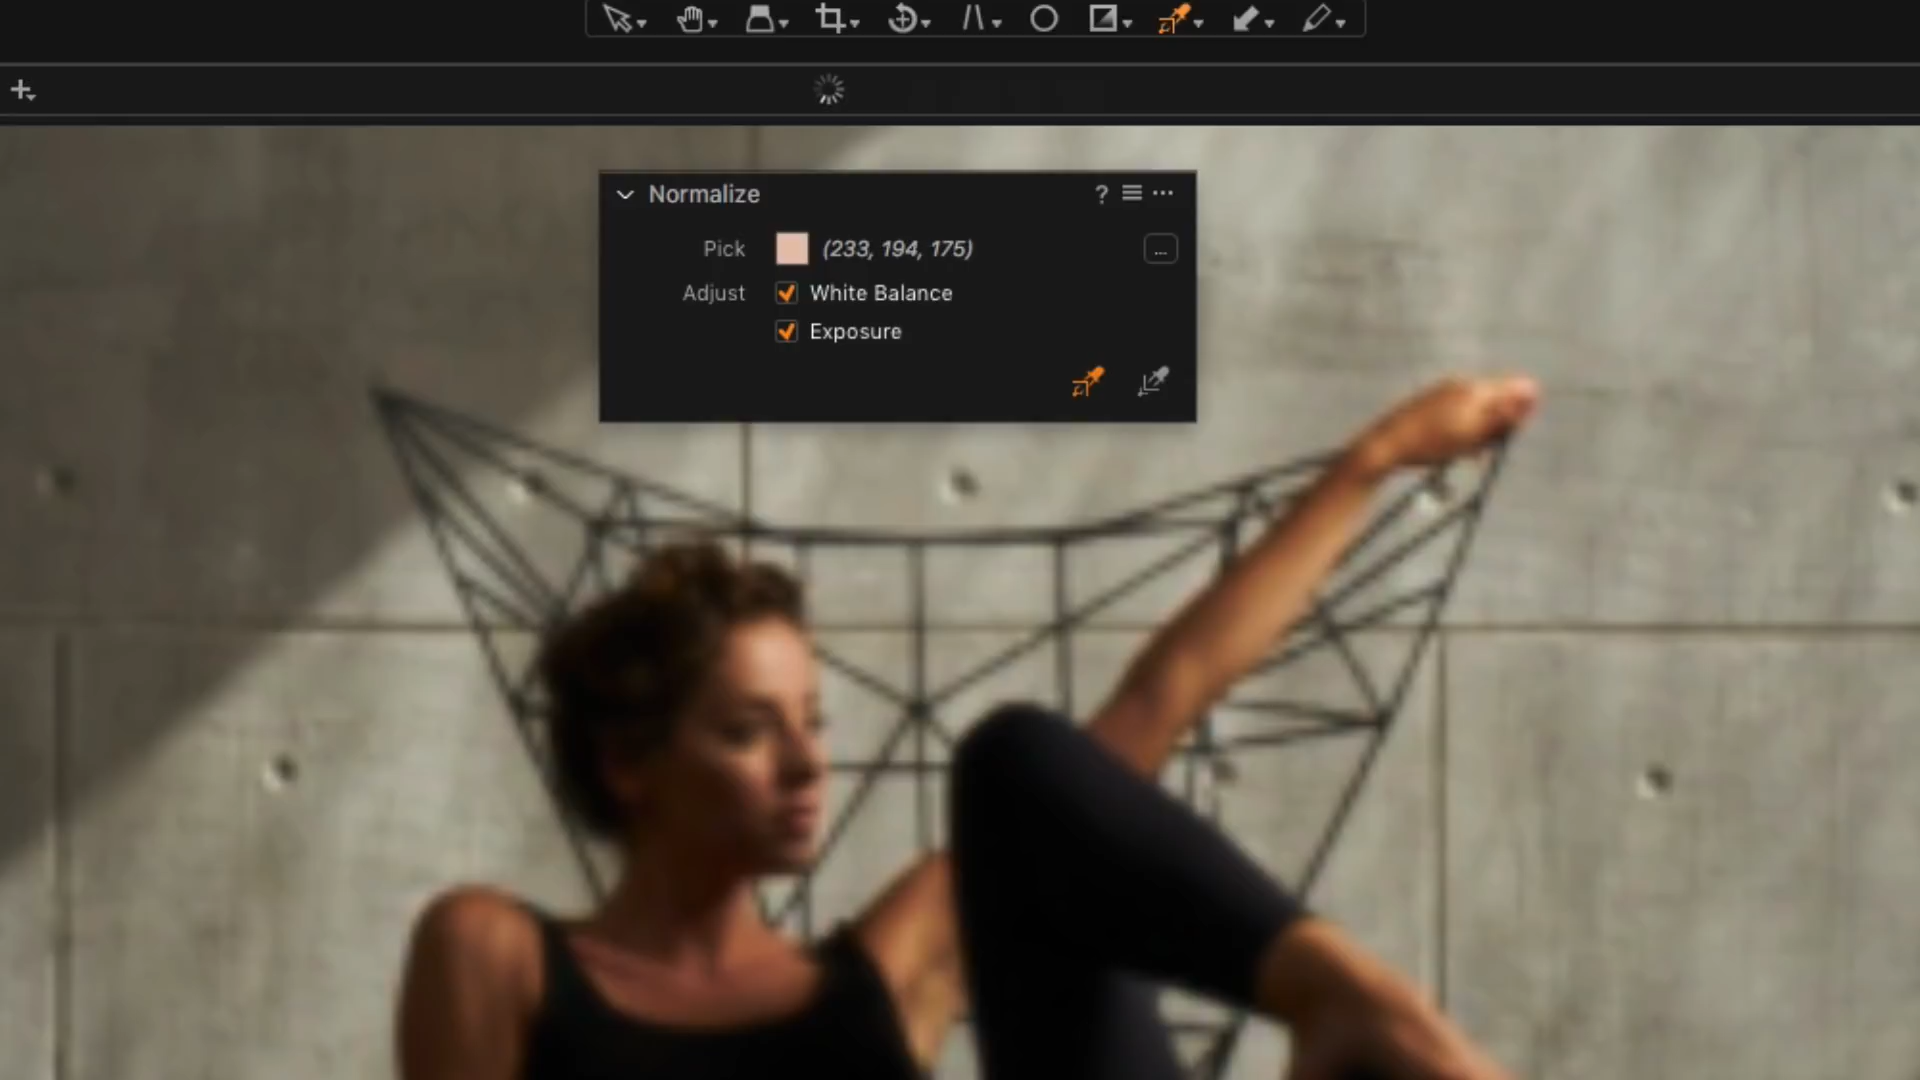 Normalize
Pick (233, 194, 175)
Adjust White Balance
Exposure